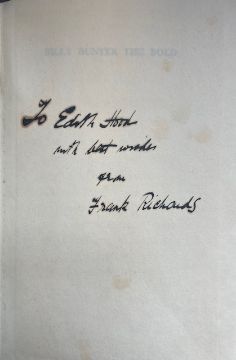 BILLY BUNTER THE BOLD
To Edith Hood
with best wishes
from
Frank Richards